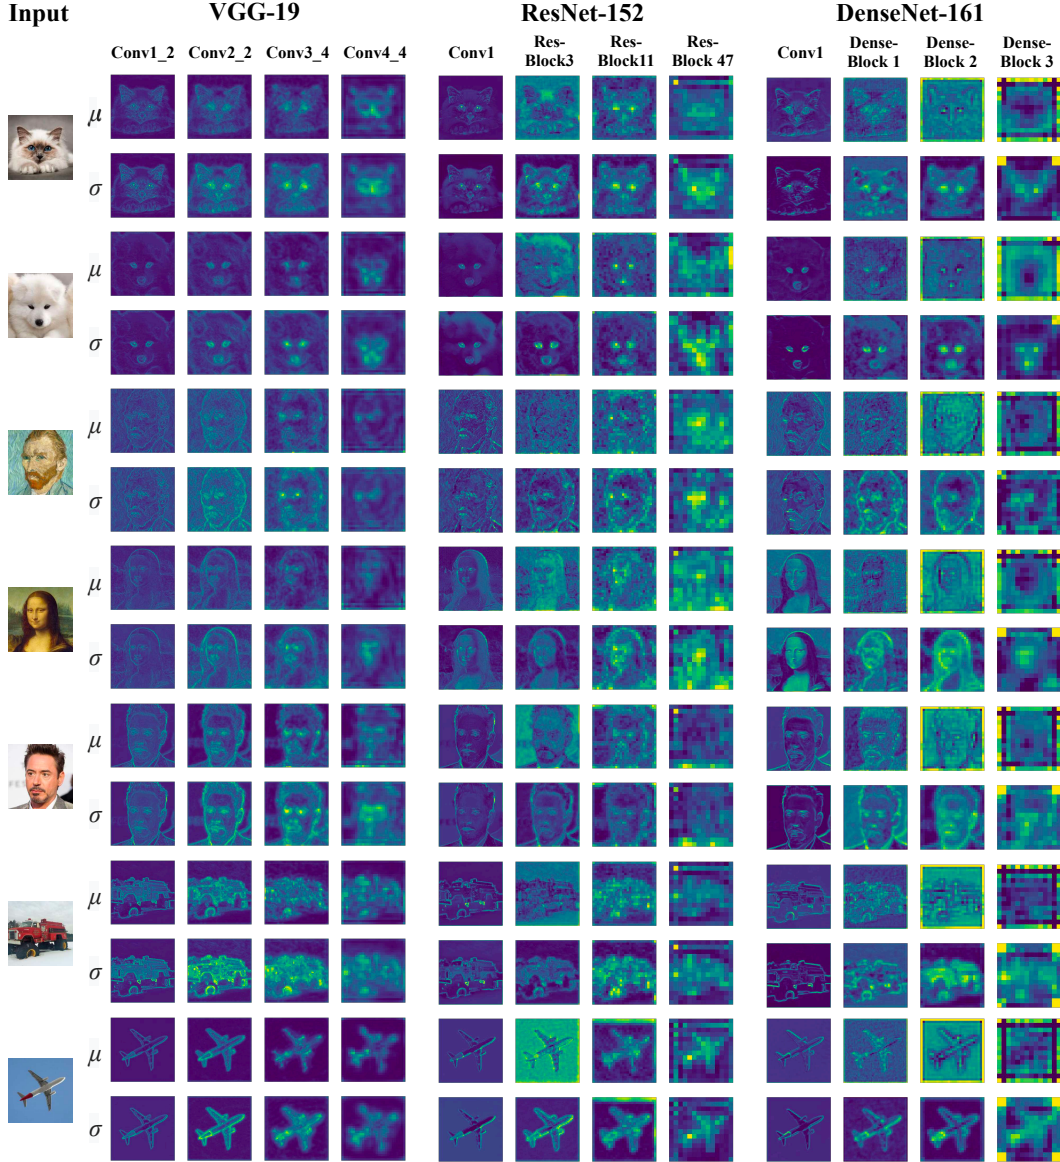 Input VGG-19 ResNet-152 DenseNet-161
Conv1_2 Conv2_2 Conv3_4 Conv4_4 Conv1 Res-Block3 Res-Block11 Res-Block 47 Conv1 Dense-Block 1 Dense-Block 2 Dense-Block 3
μ
σ
μ
σ
μ
σ
μ
σ
μ
σ
μ
σ
μ
σ